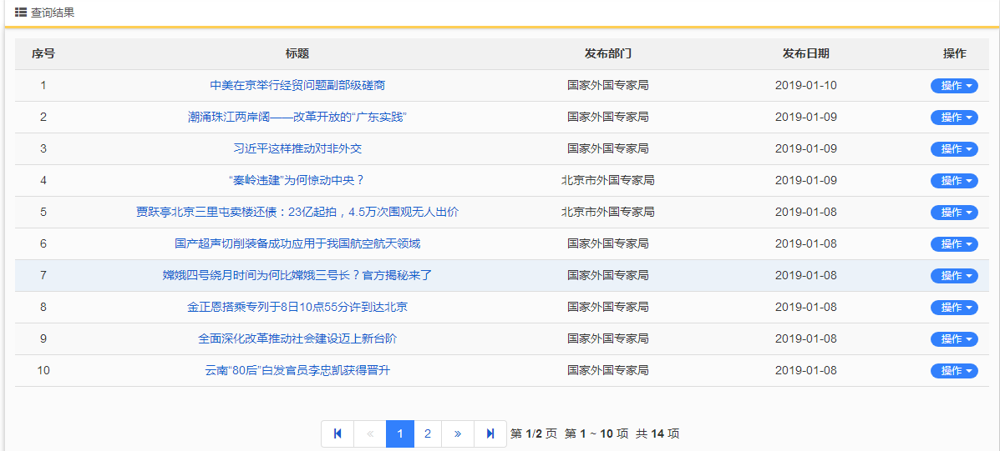 查询结果
序号 标题 发布部门 发布日期 操作
1 中美在京举行经贸问题副部级磋商 国家外国专家局 2019-01-10 操作
2 潮涌珠江两岸阔——改革开放的“广东实践” 国家外国专家局 2019-01-09 操作
3 习近平这样推动对非外交 国家外国专家局 2019-01-09 操作
4 “秦岭违建”为何惊动中央？ 北京市外国专家局 2019-01-09 操作
5 贾跃亭北京三里屯卖楼还债：23亿起拍，4.5万次围观无人出价 北京市外国专家局 2019-01-08 操作
6 国产超声切削装备成功应用于我国航空航天领域 国家外国专家局 2019-01-08 操作
7 嫦娥四号绕月时间为何比嫦娥三号长？官方揭秘来了 国家外国专家局 2019-01-08 操作
8 金正恩搭乘专列于8日10点55分许到达北京 国家外国专家局 2019-01-08 操作
9 全面深化改革推动社会建设迈上新台阶 国家外国专家局 2019-01-08 操作
10 云南“80后”白发官员李忠凯获得晋升 国家外国专家局 2019-01-08 操作
« 1 2 » 第 1/2 页 第 1 ~ 10 项 共 14 项